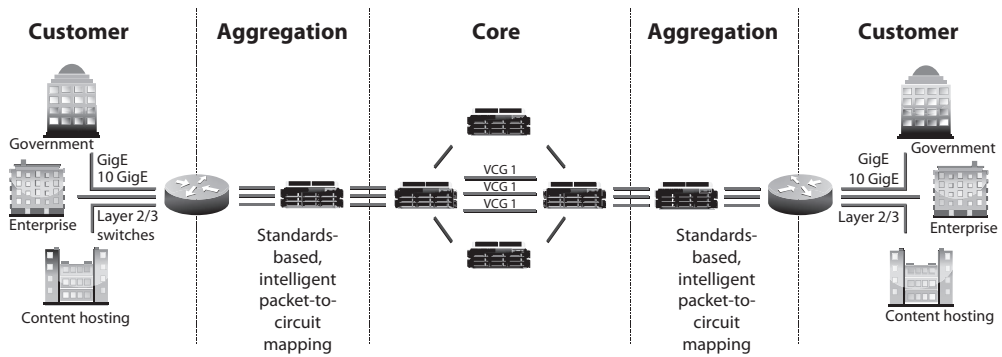 Customer
Aggregation
Core
Aggregation
Customer
Government
GigE
10 GigE
Enterprise
Layer 2/3
switches
Content hosting
Standards-
based,
intelligent
packet-to-
circuit
mapping
VCG 1
VCG 1
VCG 1
Standards-
based,
intelligent
packet-to-
circuit
mapping
Government
GigE
10 GigE
Layer 2/3
Enterprise
Content hosting